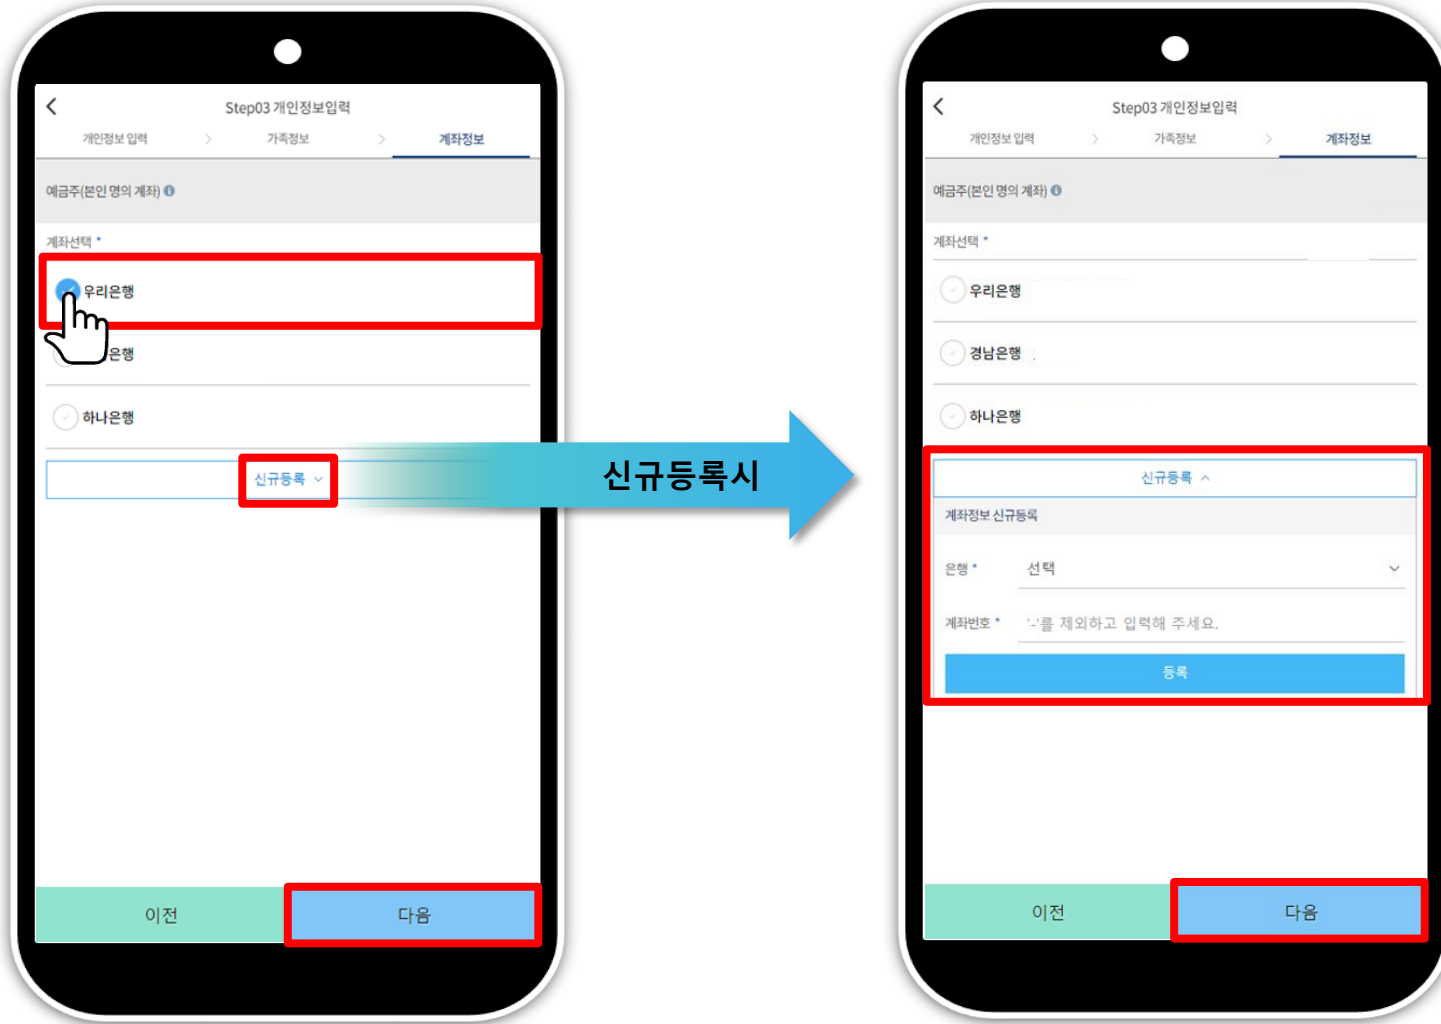 Step03 개인정보입력
개인정보 입력 > 가족정보 > 계좌정보
예금주(본인 명의 계좌)
계좌선택 *
우리은행
은행
하나은행
신규등록
이전 다음
신규등록시
Step03 개인정보입력
개인정보 입력 > 가족정보 > 계좌정보
예금주(본인 명의 계좌)
계좌선택 *
우리은행
경남은행
하나은행
신규등록
계좌정보 신규등록
은행 * 선택
계좌번호 * '-'를 제외하고 입력해 주세요.
등록
이전 다음